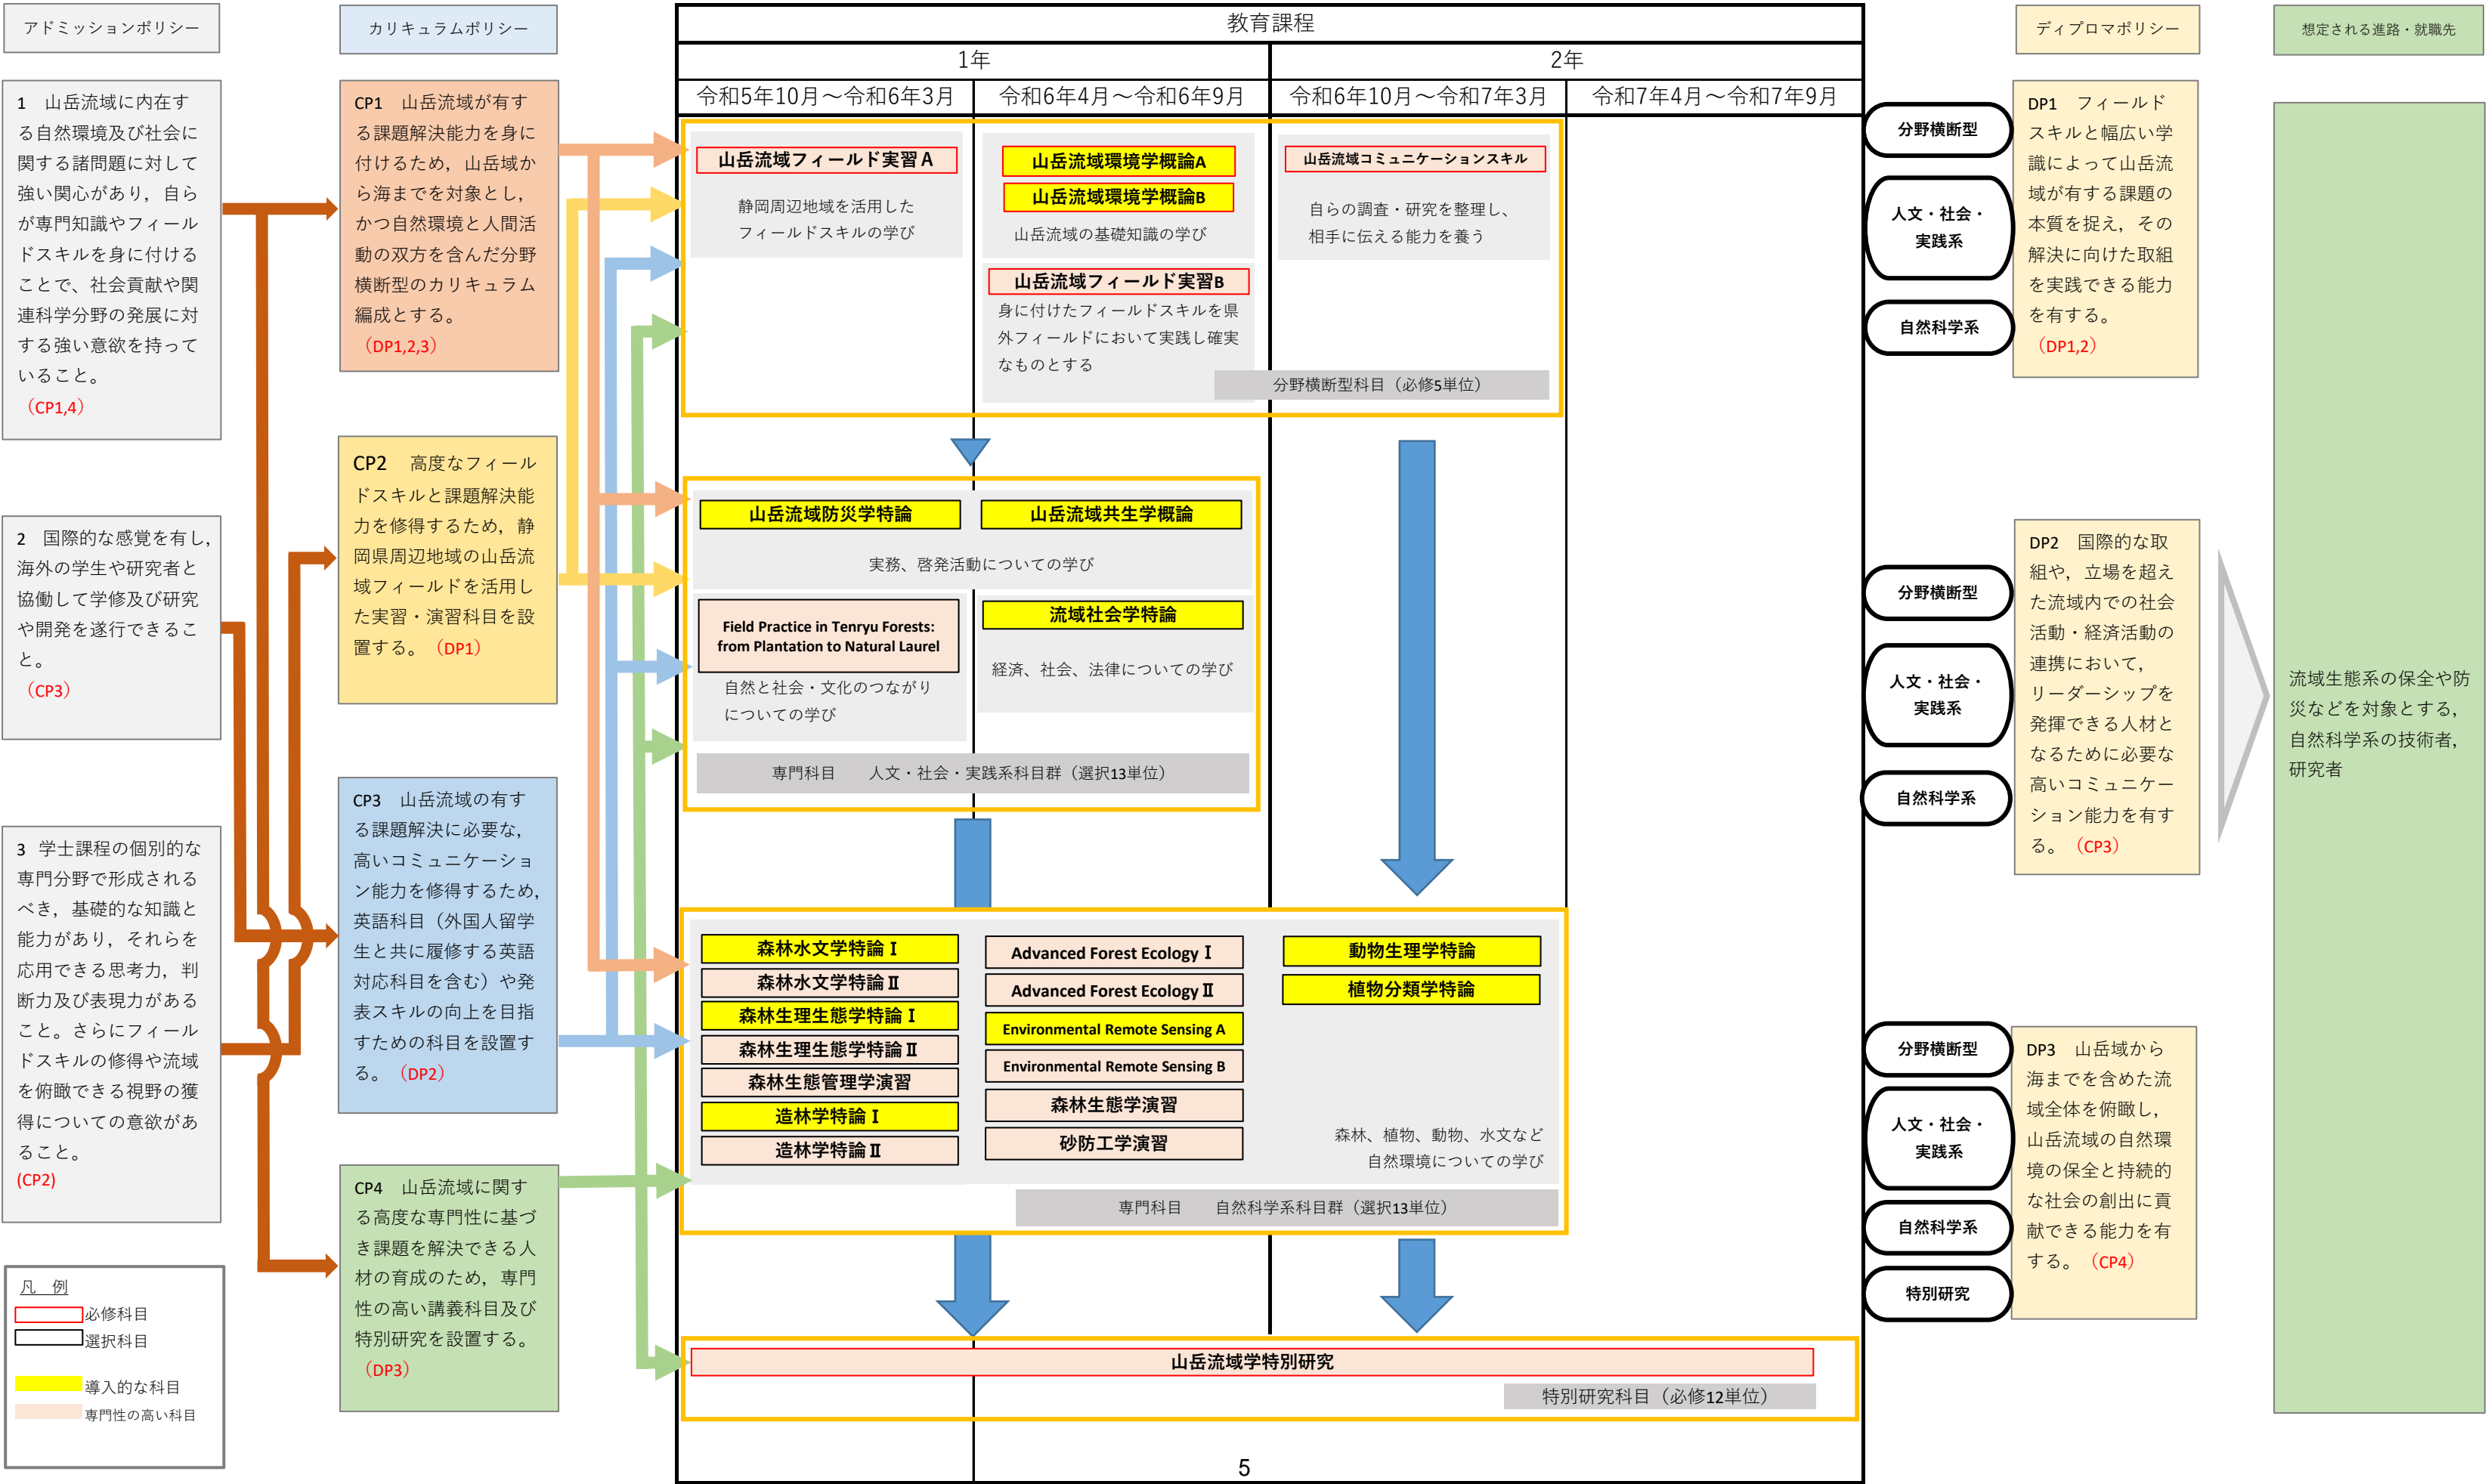 アドミッションポリシー
1　山岳流域に内在す
る自然環境及び社会に
関する諸問題に対して
強い関心があり，自ら
が専門知識やフィール
ドスキルを身に付ける
ことで、社会貢献や関
連科学分野の発展に対
する強い意欲を持って
いること。
（CP1,4）
2　国際的な感覚を有し，
海外の学生や研究者と
協働して学修及び研究
や開発を遂行できるこ
と。
（CP3）
3　学士課程の個別的な
専門分野で形成される
べき，基礎的な知識と
能力があり，それらを
応用できる思考力，判
断力及び表現力がある
こと。さらにフィール
ドスキルの修得や流域
を俯瞰できる視野の獲
得についての意欲があ
ること。
(CP2)
凡　例
必修科目
選択科目
導入的な科目
専門性の高い科目
カリキュラムポリシー
CP1　山岳流域が有す
る課題解決能力を身に
付けるため，山岳域か
ら海までを対象とし，
かつ自然環境と人間活
動の双方を含んだ分野
横断型のカリキュラム
編成とする。
（DP1,2,3）
CP2　高度なフィール
ドスキルと課題解決能
力を修得するため，静
岡県周辺地域の山岳流
域フィールドを活用し
た実習・演習科目を設
置する。（DP1）
CP3　山岳流域の有す
る課題解決に必要な，
高いコミュニケーショ
ン能力を修得するため，
英語科目（外国人留学
生と共に履修する英語
対応科目を含む）や発
表スキルの向上を目指
すための科目を設置す
る。（DP2）
CP4　山岳流域に関す
る高度な専門性に基づ
き課題を解決できる人
材の育成のため，専門
性の高い講義科目及び
特別研究を設置する。
（DP3）
教育課程
1年
2年
令和5年10月～令和6年3月
令和6年4月～令和6年9月
令和6年10月～令和7年3月
令和7年4月～令和7年9月
山岳流域フィールド実習A
静岡周辺地域を活用した
フィールドスキルの学び
山岳流域環境学概論A
山岳流域環境学概論B
山岳流域の基礎知識の学び
山岳流域フィールド実習B
身に付けたフィールドスキルを県
外フィールドにおいて実践し確実
なものとする
山岳流域コミュニケーションスキル
自らの調査・研究を整理し、
相手に伝える能力を養う
分野横断型科目（必修5単位）
山岳流域防災学特論
山岳流域共生学概論
実務、啓発活動についての学び
Field Practice in Tenryu Forests:
from Plantation to Natural Laurel
自然と社会・文化のつながり
についての学び
流域社会学特論
経済、社会、法律についての学び
専門科目　　人文・社会・実践系科目群（選択13単位）
森林水文学特論Ⅰ
森林水文学特論Ⅱ
森林生理生態学特論Ⅰ
森林生理生態学特論Ⅱ
森林生態管理学演習
造林学特論Ⅰ
造林学特論Ⅱ
Advanced Forest EcologyⅠ
Advanced Forest EcologyⅡ
Environmental Remote Sensing A
Environmental Remote Sensing B
森林生態学演習
砂防工学演習
動物生理学特論
植物分類学特論
森林、植物、動物、水文など
自然環境についての学び
専門科目　　自然科学系科目群（選択13単位）
山岳流域学特別研究
特別研究科目（必修12単位）
5
ディプロマポリシー
分野横断型
人文・社会・
実践系
自然科学系
DP1　フィールド
スキルと幅広い学
識によって山岳流
域が有する課題の
本質を捉え，その
解決に向けた取組
を実践できる能力
を有する。
（DP1,2）
分野横断型
人文・社会・
実践系
自然科学系
DP2　国際的な取
組や，立場を超え
た流域内での社会
活動・経済活動の
連携において，
リーダーシップを
発揮できる人材と
なるために必要な
高いコミュニケー
ション能力を有す
る。（CP3）
分野横断型
人文・社会・
実践系
自然科学系
特別研究
DP3　山岳域から
海までを含めた流
域全体を俯瞰し，
山岳流域の自然環
境の保全と持続的
な社会の創出に貢
献できる能力を有
する。（CP4）
想定される進路・就職先
流域生態系の保全や防
災などを対象とする，
自然科学系の技術者，
研究者